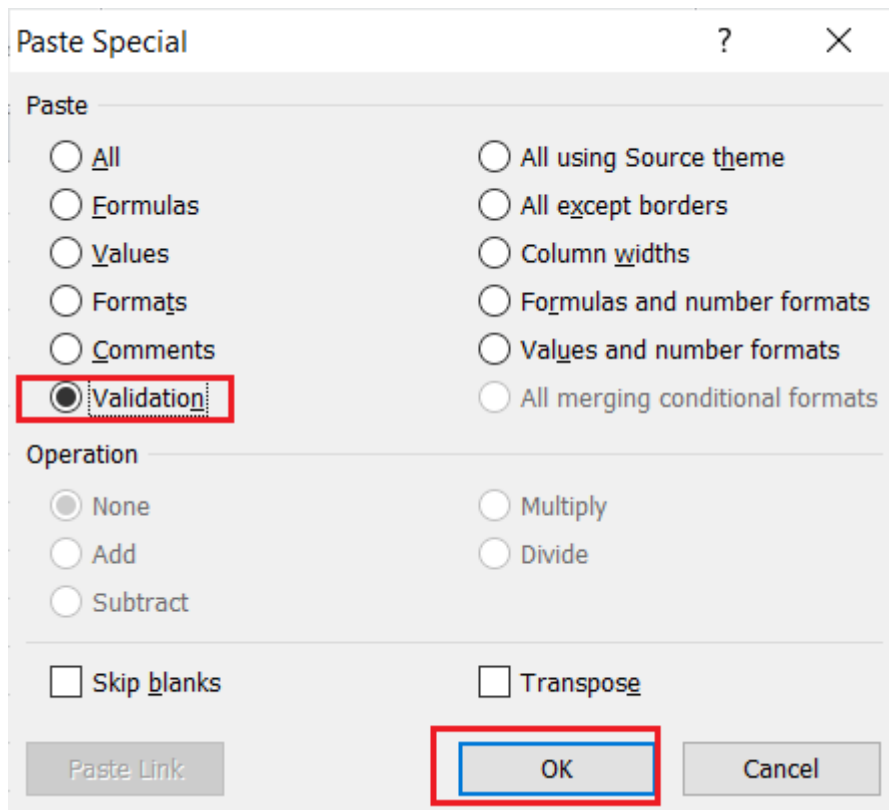 Paste Special ?
Paste
All
Formulas
Values
Formats
Comments
Validation
All using Source theme
All except borders
Column widths
Formulas and number formats
Values and number formats
All merging conditional formats
Operation
None
Add
Subtract
Multiply
Divide
Skip blanks
Transpose
Paste Link
OK
Cancel